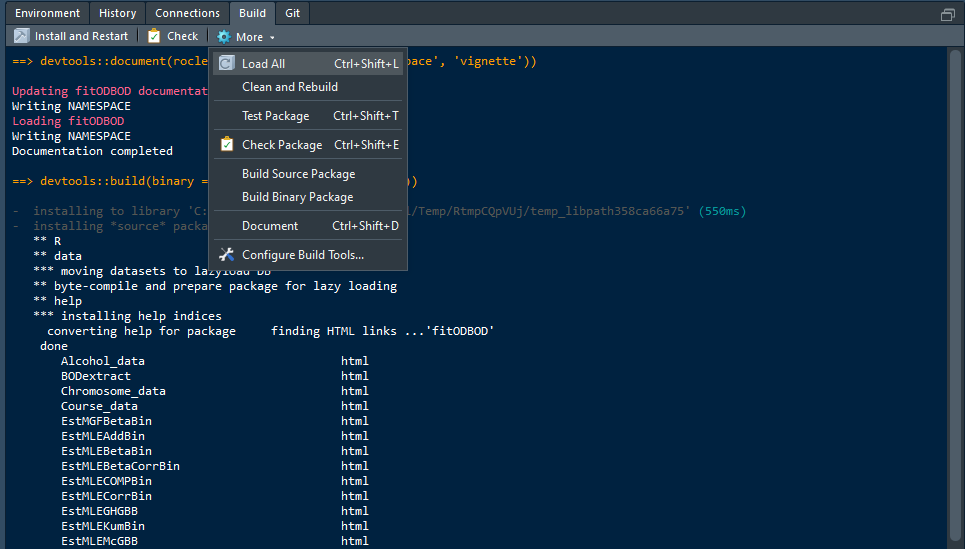 Environment History Connections Build Git
Install and Restart Check More
==> devtools::document(rocle pace', 'vignette'))
Load All Ctrl+Shift+L
Clean and Rebuild
Updating fitODBOD documentat
Writing NAMESPACE
Test Package Ctrl+Shift+T
Loading fitODBOD
Writing NAMESPACE
Check Package Ctrl+Shift+E
Documentation completed
Build Source Package
==> devtools::build(binary = ))
Build Binary Package
- installing to library 'C: l/Temp/RtmpCQpVUj/temp_libpath358ca66a75' (550ms)
- installing *source* packa
Document Ctrl+Shift+D
** R
** data
Configure Build Tools...
*** moving datasets to lazyload DB
** byte-compile and prepare package for lazy loading
** help
*** installing help indices
converting help for package finding HTML links ...'fitODBOD'
done
Alcohol_data html
BODextract html
Chromosome_data html
Course_data html
EstMGFBetaBin html
EstMLEAddBin html
EstMLEBetaBin html
EstMLEBetaCorrBin html
EstMLECOMPBin html
EstMLECorrBin html
EstMLEGHGBB html
EstMLEKumBin html
EstMLEMcGBB html